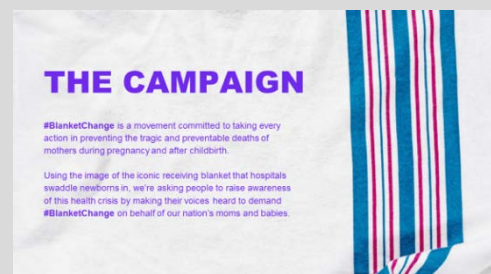 THE CAMPAIGN
#BlanketChange is a movement committed to taking every
action in preventing the tragic and preventable deaths of
mothers during pregnancy and after childbirth.
Using the image of the iconic receiving blanket that hospitals
swaddle newborns in, we're asking people to raise awareness
of this health crisis by making their voices heard to demand
#BlanketChange on behalf of our nation's moms and babies.